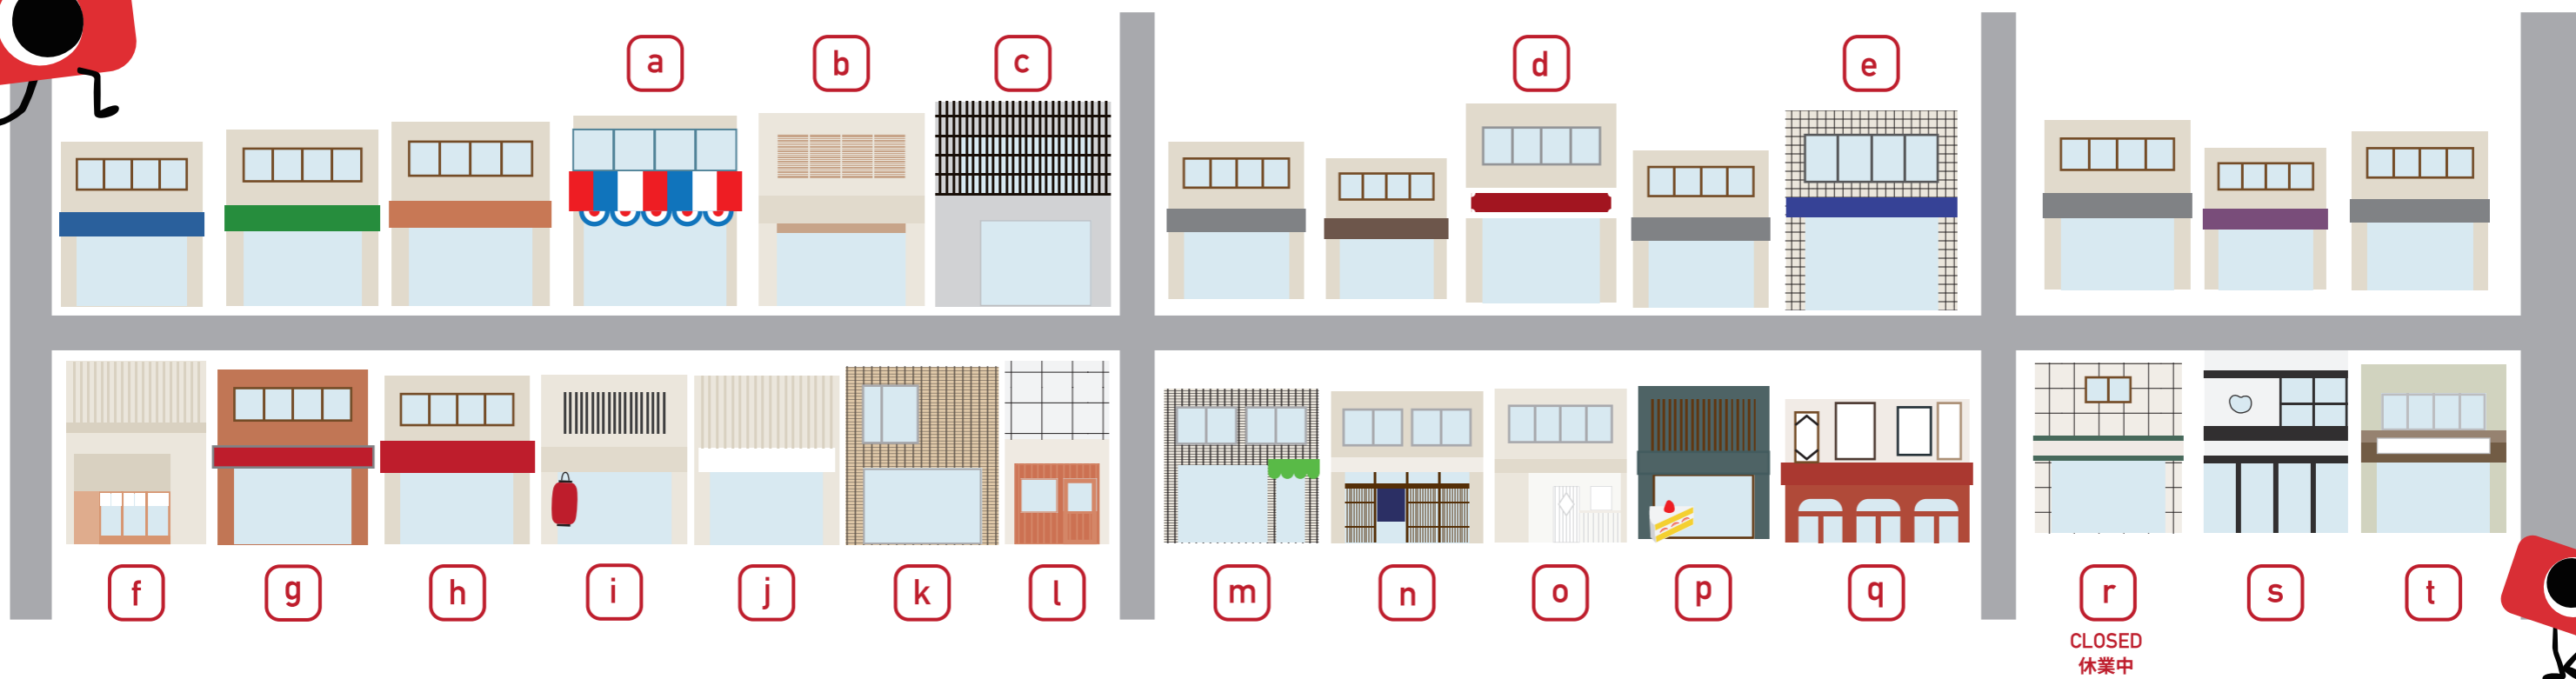 a b c d e
f g h i j k l m n o p q r s t
CLOSED
休業中